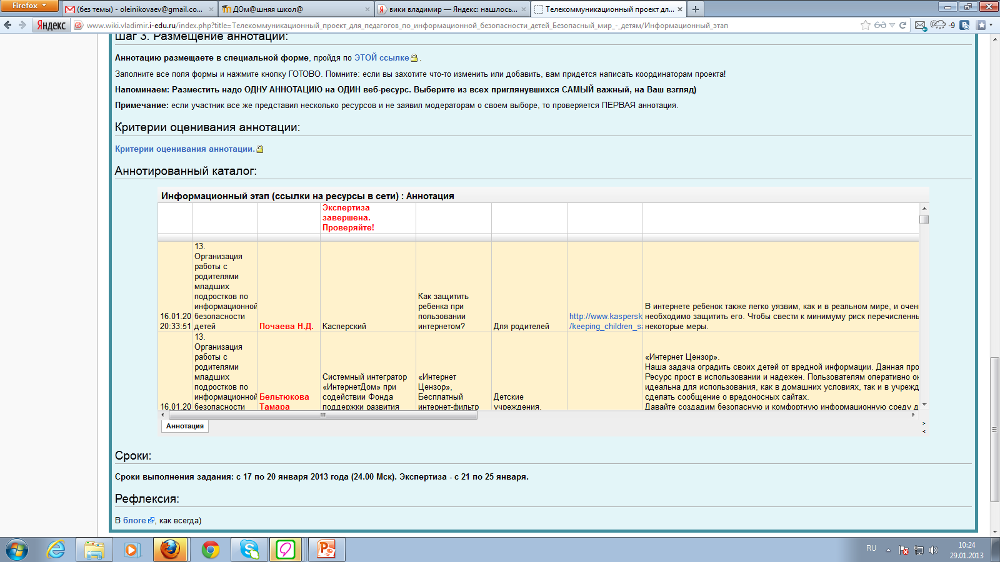 Firefox
(без темы) - oleinikovaev@gmail.co...
ДОм@шняя школ@
вики владимир — Яндекс: нашлось...
Телекоммуникационный проект дл...
Яндекс
www.wiki.vladimir.i-edu.ru/index.php?title=Телекоммуникационный_проект_для_педагогов_по_информационной_безопасности_детей_Безопасный_мир_-_детям/Информационный_этап
-9
Шаг 3. Размещение аннотации:
Аннотацию размещаете в специальной форме, пройдя по ЭТОЙ ссылке .
Заполните все поля формы и нажмите кнопку ГОТОВО. Помните: если вы захотите что-то изменить или добавить, вам придется написать координаторам проекта!
Напоминаем: Разместить надо ОДНУ АННОТАЦИЮ на ОДИН веб-ресурс. Выберите из всех приглянувшихся САМЫЙ важный, на Ваш взгляд)
Примечание: если участник все же представил несколько ресурсов и не заявил модераторам о своем выборе, то проверяется ПЕРВАЯ аннотация.
Критерии оценивания аннотации:
Критерии оценивания аннотации.
Аннотированный каталог:
Информационный этап (ссылки на ресурсы в сети) : Аннотация
Экспертиза
завершена.
Проверяйте!
16.01.20
20:33:51
13.
Организация
работы с
родителями
младших
подростков по
информационной
безопасности
детей
Почаева Н.Д.
Касперский
Как защитить
ребенка при
пользовании
интернетом?
Для родителей
http://www.kaspersk
/keeping_children_sa
В интернете ребенок также легко уязвим, как и в реальном мире, и очен
необходимо защитить его. Чтобы свести к минимуму риск перечисленны
некоторые меры.
16.01.20
13.
Организация
работы с
родителями
младших
подростков по
информационной
безопасности
Бельтюкова
Тамара
Системный интегратор
«ИнтернетДом» при
содействии Фонда
поддержки развития
«Интернет
Цензор»,
Бесплатный
интернет-фильтр
Детские
учреждения.
«Интернет Цензор».
Наша задача оградить своих детей от вредной информации. Данная про
Ресурс прост в использовании и надежен. Пользователям оперативно ок
идеальна для использования, как в домашних условиях, так и в учрежд
сделать сообщение о вредоносных сайтах.
Давайте создадим безопасную и комфортную информационную среду д
Аннотация
Сроки:
Сроки выполнения задания: с 17 по 20 января 2013 года (24.00 Мск). Экспертиза - с 21 по 25 января.
Рефлексия:
В блоге , как всегда)
RU
10:24
29.01.2013